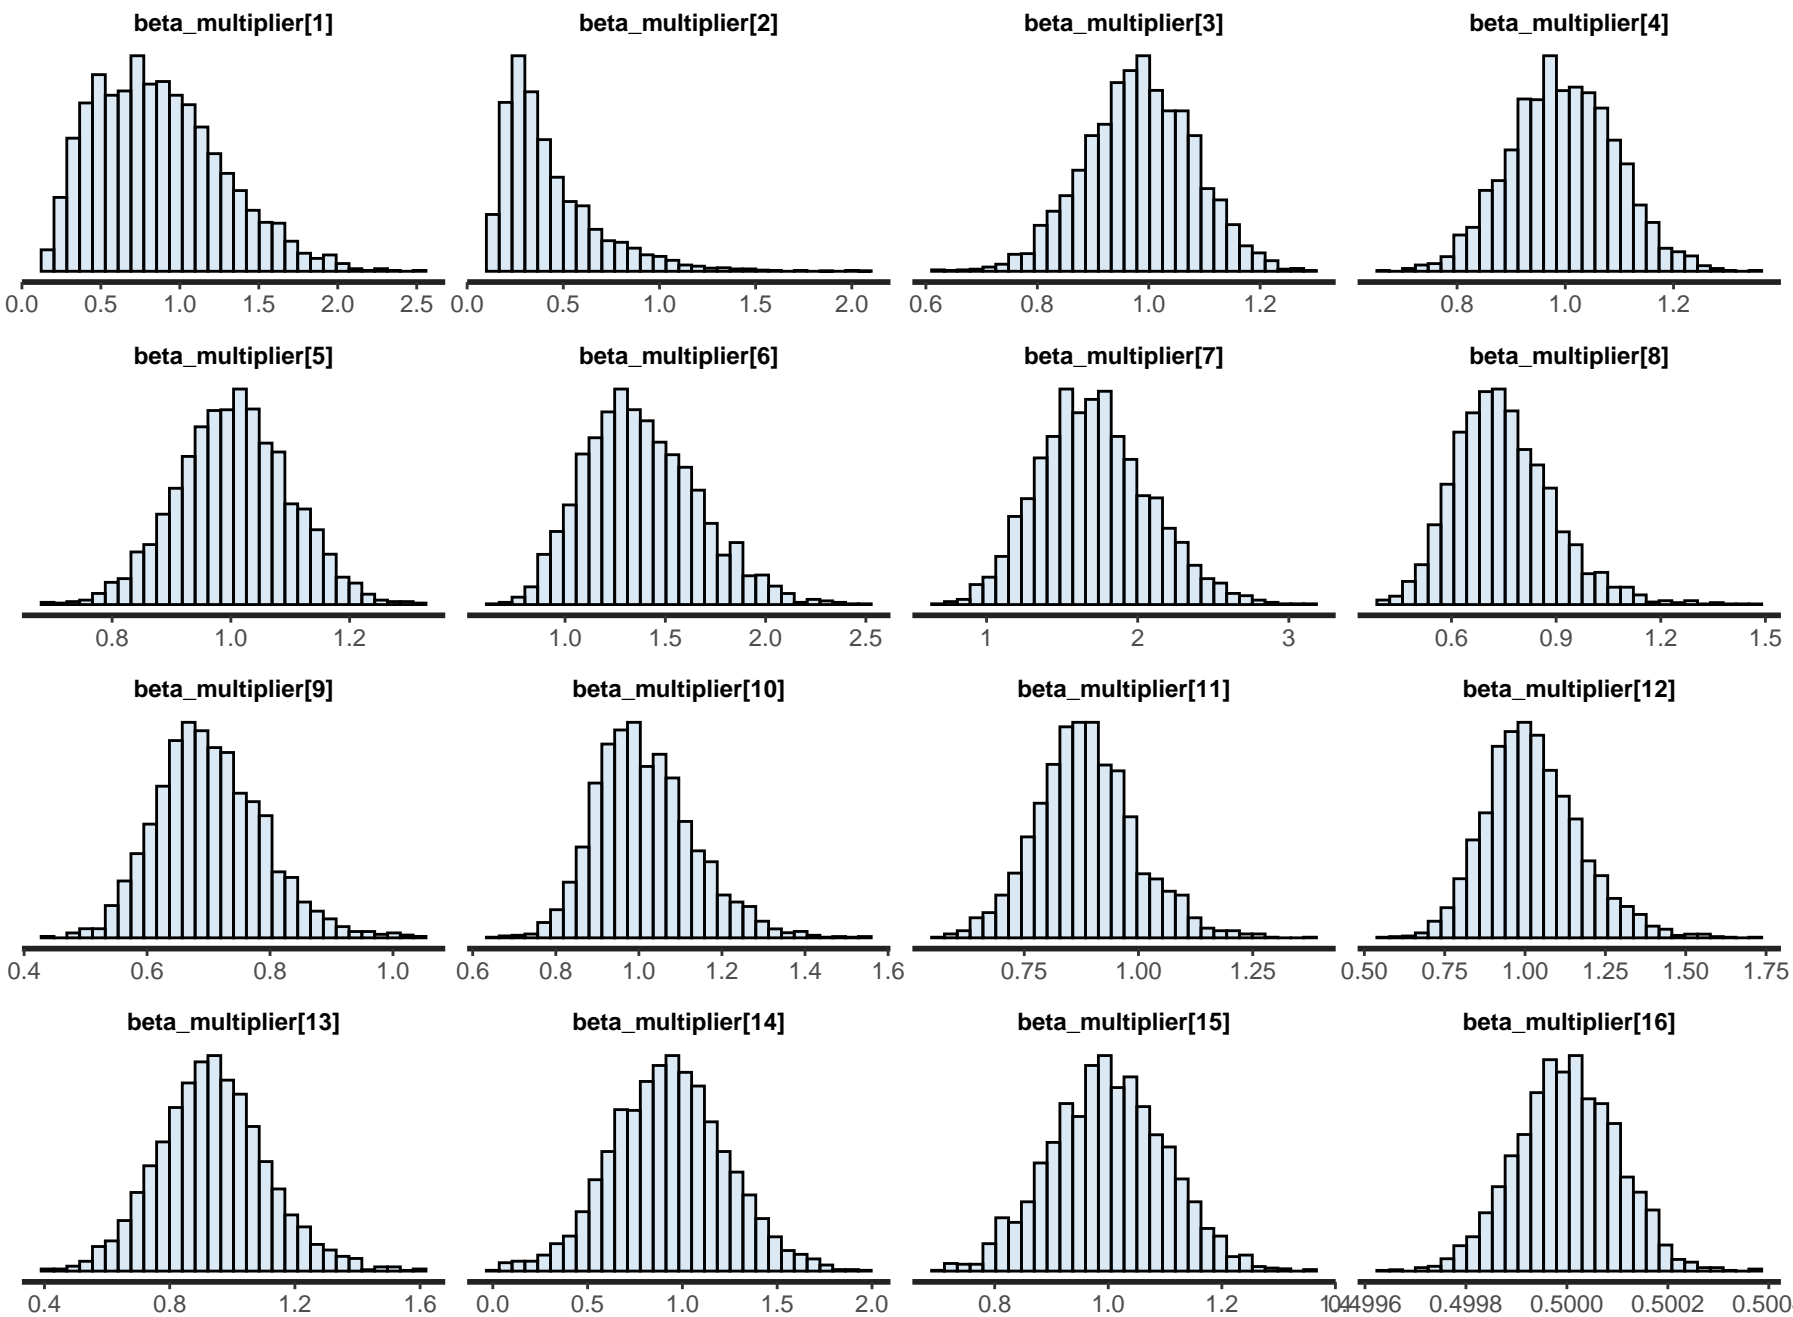 beta_multiplier[1] beta_multiplier[2] beta_multiplier[3] beta_multiplier[4]
0.0 0.5 1.0 1.5 2.0 2.5 0.0 0.5 1.0 1.5 2.0 0.6 0.8 1.0 1.2 0.8 1.0 1.2
beta_multiplier[5] beta_multiplier[6] beta_multiplier[7] beta_multiplier[8]
0.8 1.0 1.2 1.0 1.5 2.0 2.5 1 2 3 0.6 0.9 1.2 1.5
beta_multiplier[9] beta_multiplier[10] beta_multiplier[11] beta_multiplier[12]
0.4 0.6 0.8 1.0 0.6 0.8 1.0 1.2 1.4 1.6 0.75 1.00 1.25 0.50 0.75 1.00 1.25 1.50 1.75
beta_multiplier[13] beta_multiplier[14] beta_multiplier[15] beta_multiplier[16]
0.4 0.8 1.2 1.6 0.0 0.5 1.0 1.5 2.0 0.8 1.0 1.2 0.4998 0.5000 0.5002